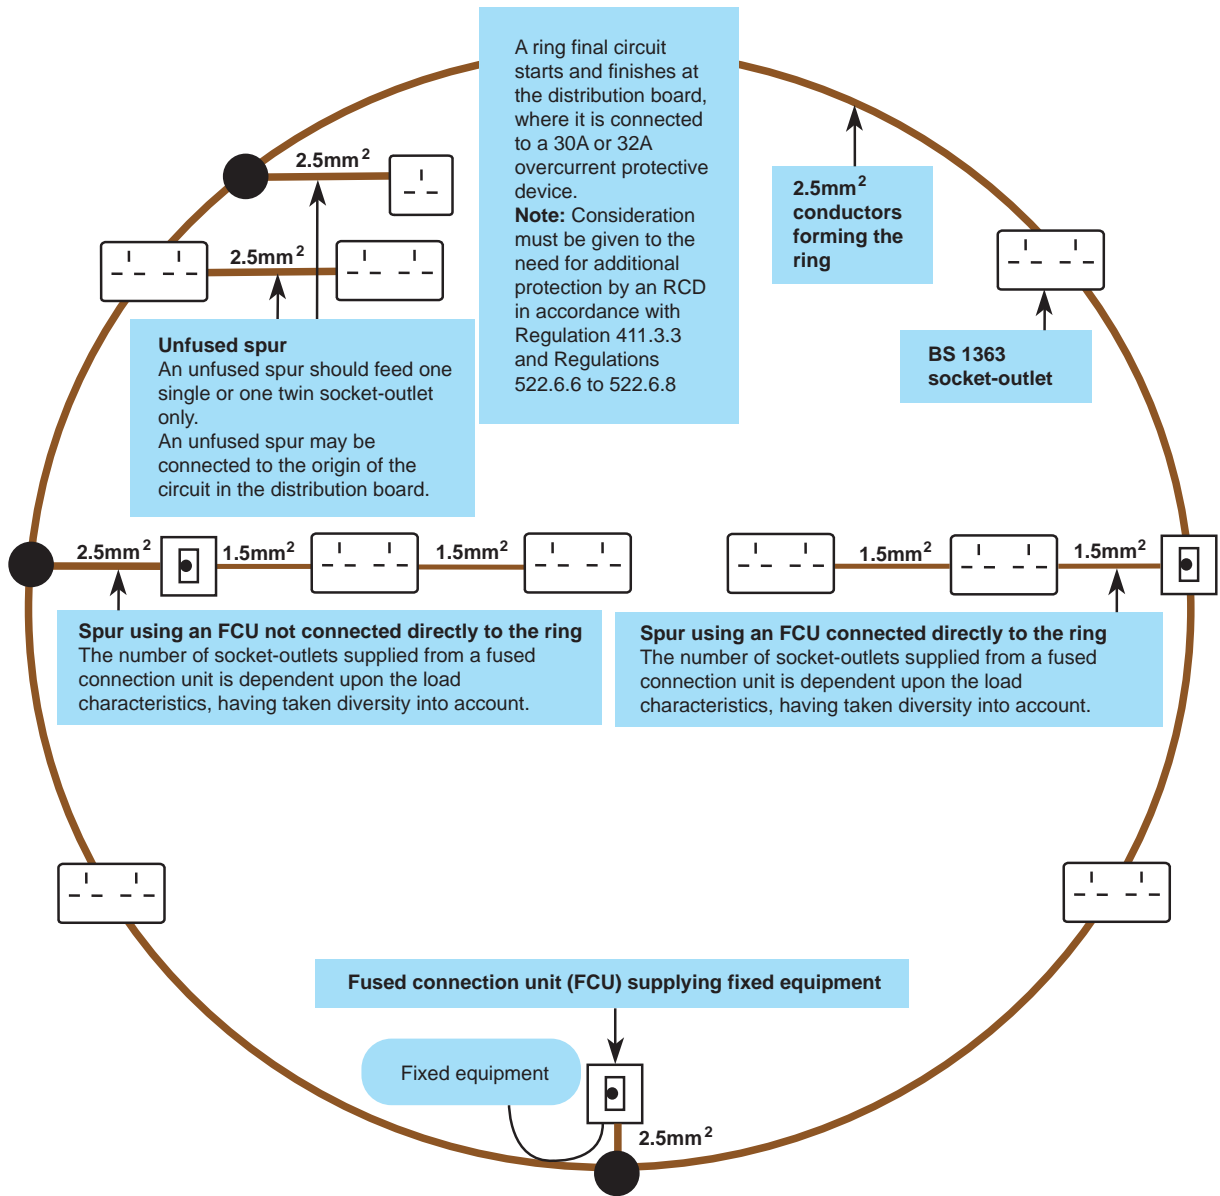 A ring final circuit
starts and finishes at
the distribution board,
where it is connected
to a 30A or 32A
overcurrent protective
device.
Note: Consideration
must be given to the
need for additional
protection by an RCD
in accordance with
Regulation 411.3.3
and Regulations
522.6.6 to 522.6.8
2.5mm²
2.5mm²
conductors
forming the
ring
2.5mm²
Unfused spur
An unfused spur should feed one
single or one twin socket-outlet
only.
An unfused spur may be
connected to the origin of the
circuit in the distribution board.
BS 1363
socket-outlet
2.5mm²
1.5mm²
1.5mm²
1.5mm²
1.5mm²
Spur using an FCU not connected directly to the ring
The number of socket-outlets supplied from a fused
connection unit is dependent upon the load
characteristics, having taken diversity into account.
Spur using an FCU connected directly to the ring
The number of socket-outlets supplied from a fused
connection unit is dependent upon the load
characteristics, having taken diversity into account.
Fused connection unit (FCU) supplying fixed equipment
Fixed equipment
2.5mm²